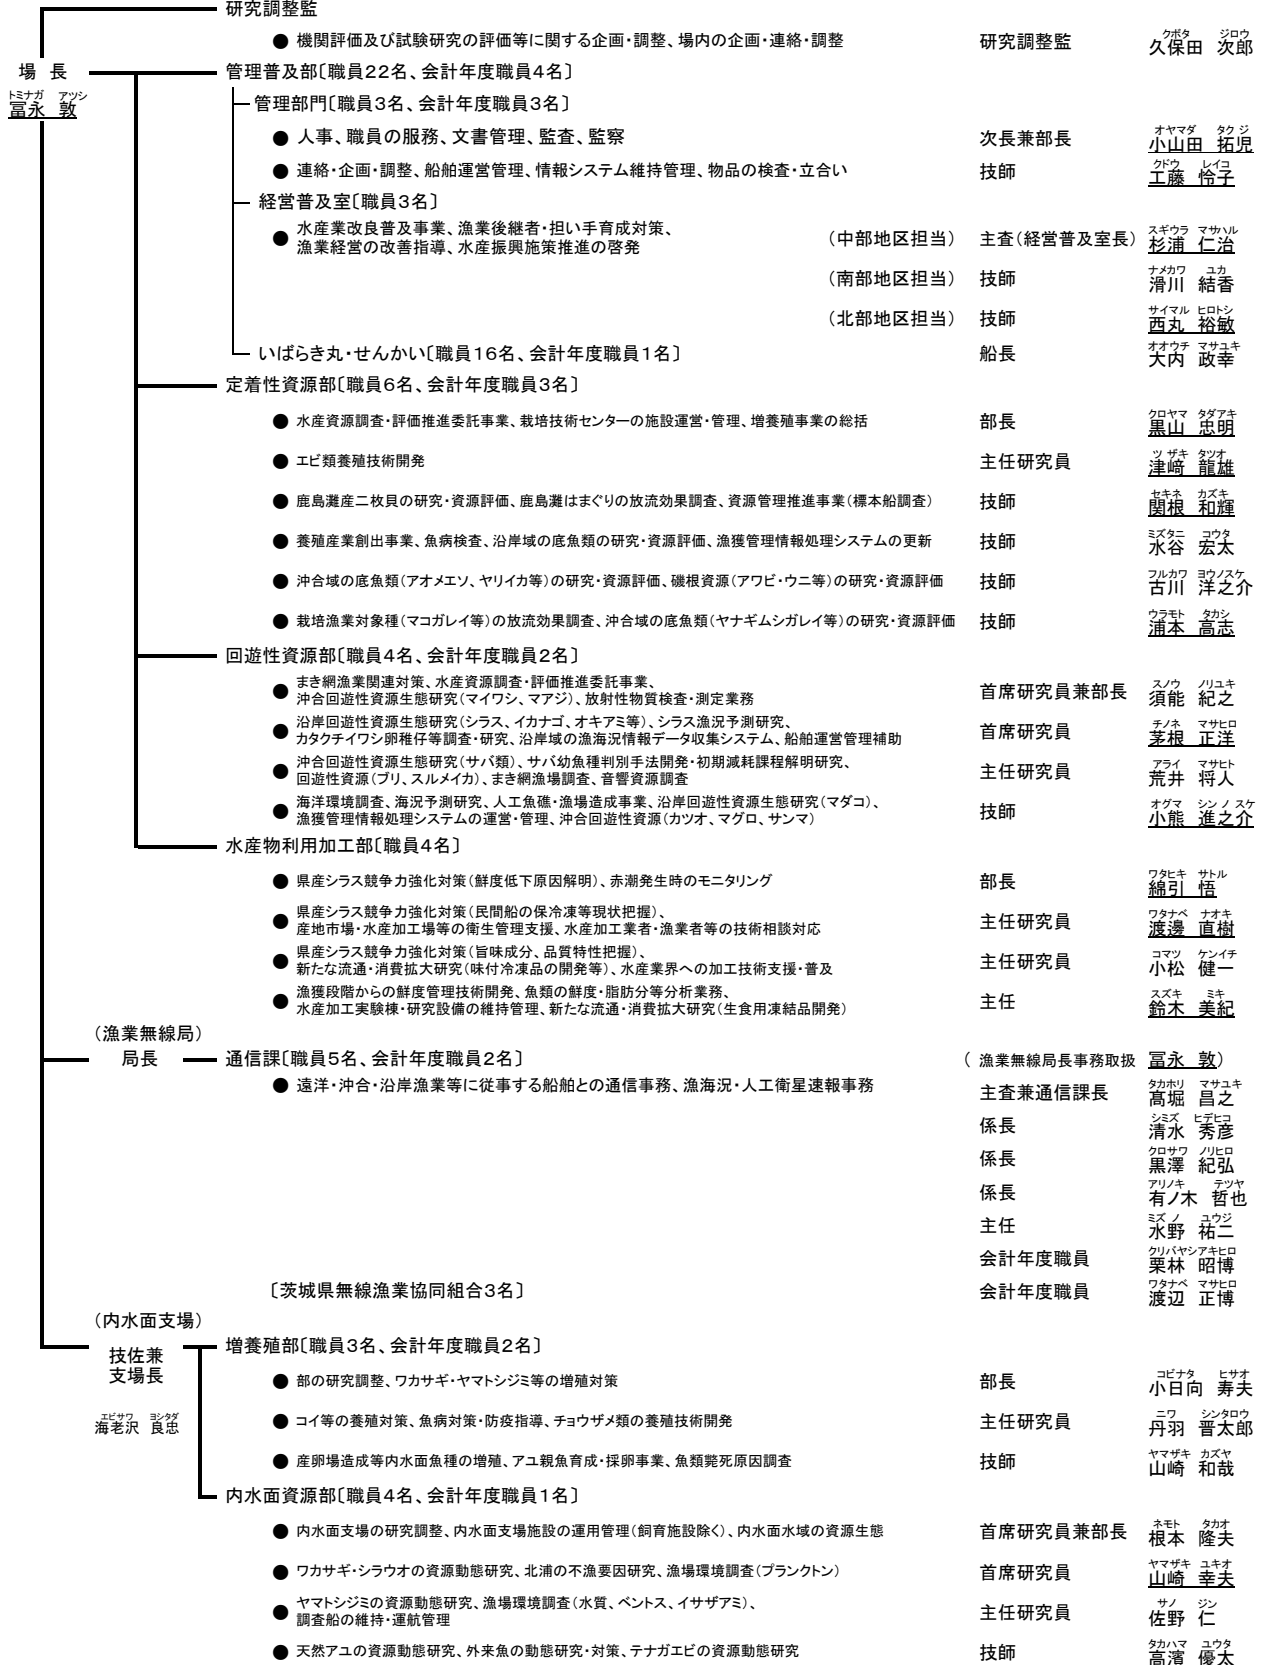 研究調整監
● 機関評価及び試験研究の評価等に関する企画・調整、場内の企画・連絡・調整 研究調整監 久保田 次郎
クボタ ジロウ
場 長
トミナガ アツシ
冨永 敦
管理普及部〔職員22名、会計年度職員4名〕
管理部門〔職員3名、会計年度職員3名〕
オヤマダ タクジ
● 人事、職員の服務、文書管理、監査、監察 次長兼部長 小山田 拓児
クドウ レイコ
● 連絡・企画・調整、船舶運営管理、情報システム維持管理、物品の検査・立合い 技師 工藤 怜子
経営普及室〔職員3名〕
● 水産業改良普及事業、漁業後継者・担い手育成対策、
漁業経営の改善指導、水産振興施策推進の啓発
スギウラ マサハル
(中部地区担当) 主査(経営普及室長) 杉浦 仁治
ナメカワ ユカ
(南部地区担当) 技師 滑川 結香
サイマル ヒロトシ
(北部地区担当) 技師 西丸 裕敏
オオウチ マサユキ
いばらき丸・せんかい〔職員16名、会計年度職員1名〕 船長 大内 政幸
定着性資源部〔職員6名、会計年度職員3名〕
クロヤマ タダアキ
● 水産資源調査・評価推進委託事業、栽培技術センターの施設運営・管理、増養殖事業の総括 部長 黒山 忠明
ツザキ タツオ
● エビ類養殖技術開発 主任研究員 津﨑 龍雄
セキネ カズキ
● 鹿島灘産二枚貝の研究・資源評価、鹿島灘はまぐりの放流効果調査、資源管理推進事業(標本船調査) 技師 関根 和輝
ミズタニ コウタ
● 養殖産業創出事業、魚病検査、沿岸域の底魚類の研究・資源評価、漁獲管理情報処理システムの更新 技師 水谷 宏太
フルカワ ヨウノスケ
● 沖合域の底魚類(アオメエソ、ヤリイカ等)の研究・資源評価、磯根資源(アワビ・ウニ等)の研究・資源評価 技師 古川 洋之介
ウラモト タカシ
● 栽培漁業対象種(マコガレイ等)の放流効果調査、沖合域の底魚類(ヤナギムシガレイ等)の研究・資源評価 技師 浦本 高志
回遊性資源部〔職員4名、会計年度職員2名〕
● まき網漁業関連対策、水産資源調査・評価推進委託事業、
沖合回遊性資源生態研究(マイワシ、マアジ)、放射性物質検査・測定業務
スノウ ノリユキ
首席研究員兼部長 須能 紀之
● 沿岸回遊性資源生態研究(シラス、イカナゴ、オキアミ等)、シラス漁況予測研究、
カタクチイワシ卵稚仔等調査・研究、沿岸域の漁海況情報データ収集システム、船舶運営管理補助
チノネ マサヒロ
首席研究員 茅根 正洋
● 沖合回遊性資源生態研究(サバ類)、サバ幼魚種判別手法開発・初期減耗課程解明研究、
回遊性資源(ブリ、スルメイカ)、まき網漁場調査、音響資源調査
アライ マサヒト
主任研究員 荒井 将人
● 海洋環境調査、海況予測研究、人工魚礁・漁場造成事業、沿岸回遊性資源生態研究(マダコ)、
漁獲管理情報処理システムの運営・管理、沖合回遊性資源(カツオ、マグロ、サンマ)
オグマ シンノスケ
技師 小熊 進之介
水産物利用加工部〔職員4名〕
ワタヒキ サトル
● 県産シラス競争力強化対策(鮮度低下原因解明)、赤潮発生時のモニタリング 部長 綿引 悟
● 県産シラス競争力強化対策(民間船の保冷凍等現状把握)、
産地市場・水産加工場等の衛生管理支援、水産加工業者・漁業者等の技術相談対応
ワタナベ ナオキ
主任研究員 渡邊 直樹
● 県産シラス競争力強化対策(旨味成分、品質特性把握)、
新たな流通・消費拡大研究(味付冷凍品の開発等)、水産業界への加工技術支援・普及
コマツ ケンイチ
主任研究員 小松 健一
● 漁獲段階からの鮮度管理技術開発、魚類の鮮度・脂肪分等分析業務、
水産加工実験棟・研究設備の維持管理、新たな流通・消費拡大研究(生食用凍結品開発)
スズキ ミキ
主任 鈴木 美紀
(漁業無線局)
局長
通信課〔職員5名、会計年度職員2名〕 ( 漁業無線局長事務取扱 冨永 敦)
タカホリ マサユキ
● 遠洋・沖合・沿岸漁業等に従事する船舶との通信事務、漁海況・人工衛星速報事務 主査兼通信課長 髙堀 昌之
シミズ ヒデヒコ
係長 清水 秀彦
クロサワ ノリヒロ
係長 黒澤 紀弘
アリノキ テツヤ
係長 有ノ木 哲也
ミズノ ユウジ
主任 水野 祐二
クリバヤシアキヒロ
会計年度職員 栗林 昭博
ワタナベ マサヒロ
〔茨城県無線漁業協同組合3名〕 会計年度職員 渡辺 正博
(内水面支場)
技佐兼
支場長
エビサワ ヨシタダ
海老沢 良忠
増養殖部〔職員3名、会計年度職員2名〕
コビナタ ヒサオ
● 部の研究調整、ワカサギ・ヤマトシジミ等の増殖対策 部長 小日向 寿夫
ニワ シンタロウ
● コイ等の養殖対策、魚病対策・防疫指導、チョウザメ類の養殖技術開発 主任研究員 丹羽 晋太郎
ヤマザキ カズヤ
● 産卵場造成等内水面魚種の増殖、アユ親魚育成・採卵事業、魚類斃死原因調査 技師 山崎 和哉
内水面資源部〔職員4名、会計年度職員1名〕
ネモト タカオ
● 内水面支場の研究調整、内水面支場施設の運用管理(飼育施設除く)、内水面水域の資源生態 首席研究員兼部長 根本 隆夫
ヤマザキ ユキオ
● ワカサギ・シラウオの資源動態研究、北浦の不漁要因研究、漁場環境調査(プランクトン) 首席研究員 山崎 幸夫
● ヤマトシジミの資源動態研究、漁場環境調査(水質、ベントス、イサザアミ)、
調査船の維持・運航管理
サノ ジン
主任研究員 佐野 仁
タカハマ ユウタ
● 天然アユの資源動態研究、外来魚の動態研究・対策、テナガエビの資源動態研究 技師 高濱 優太